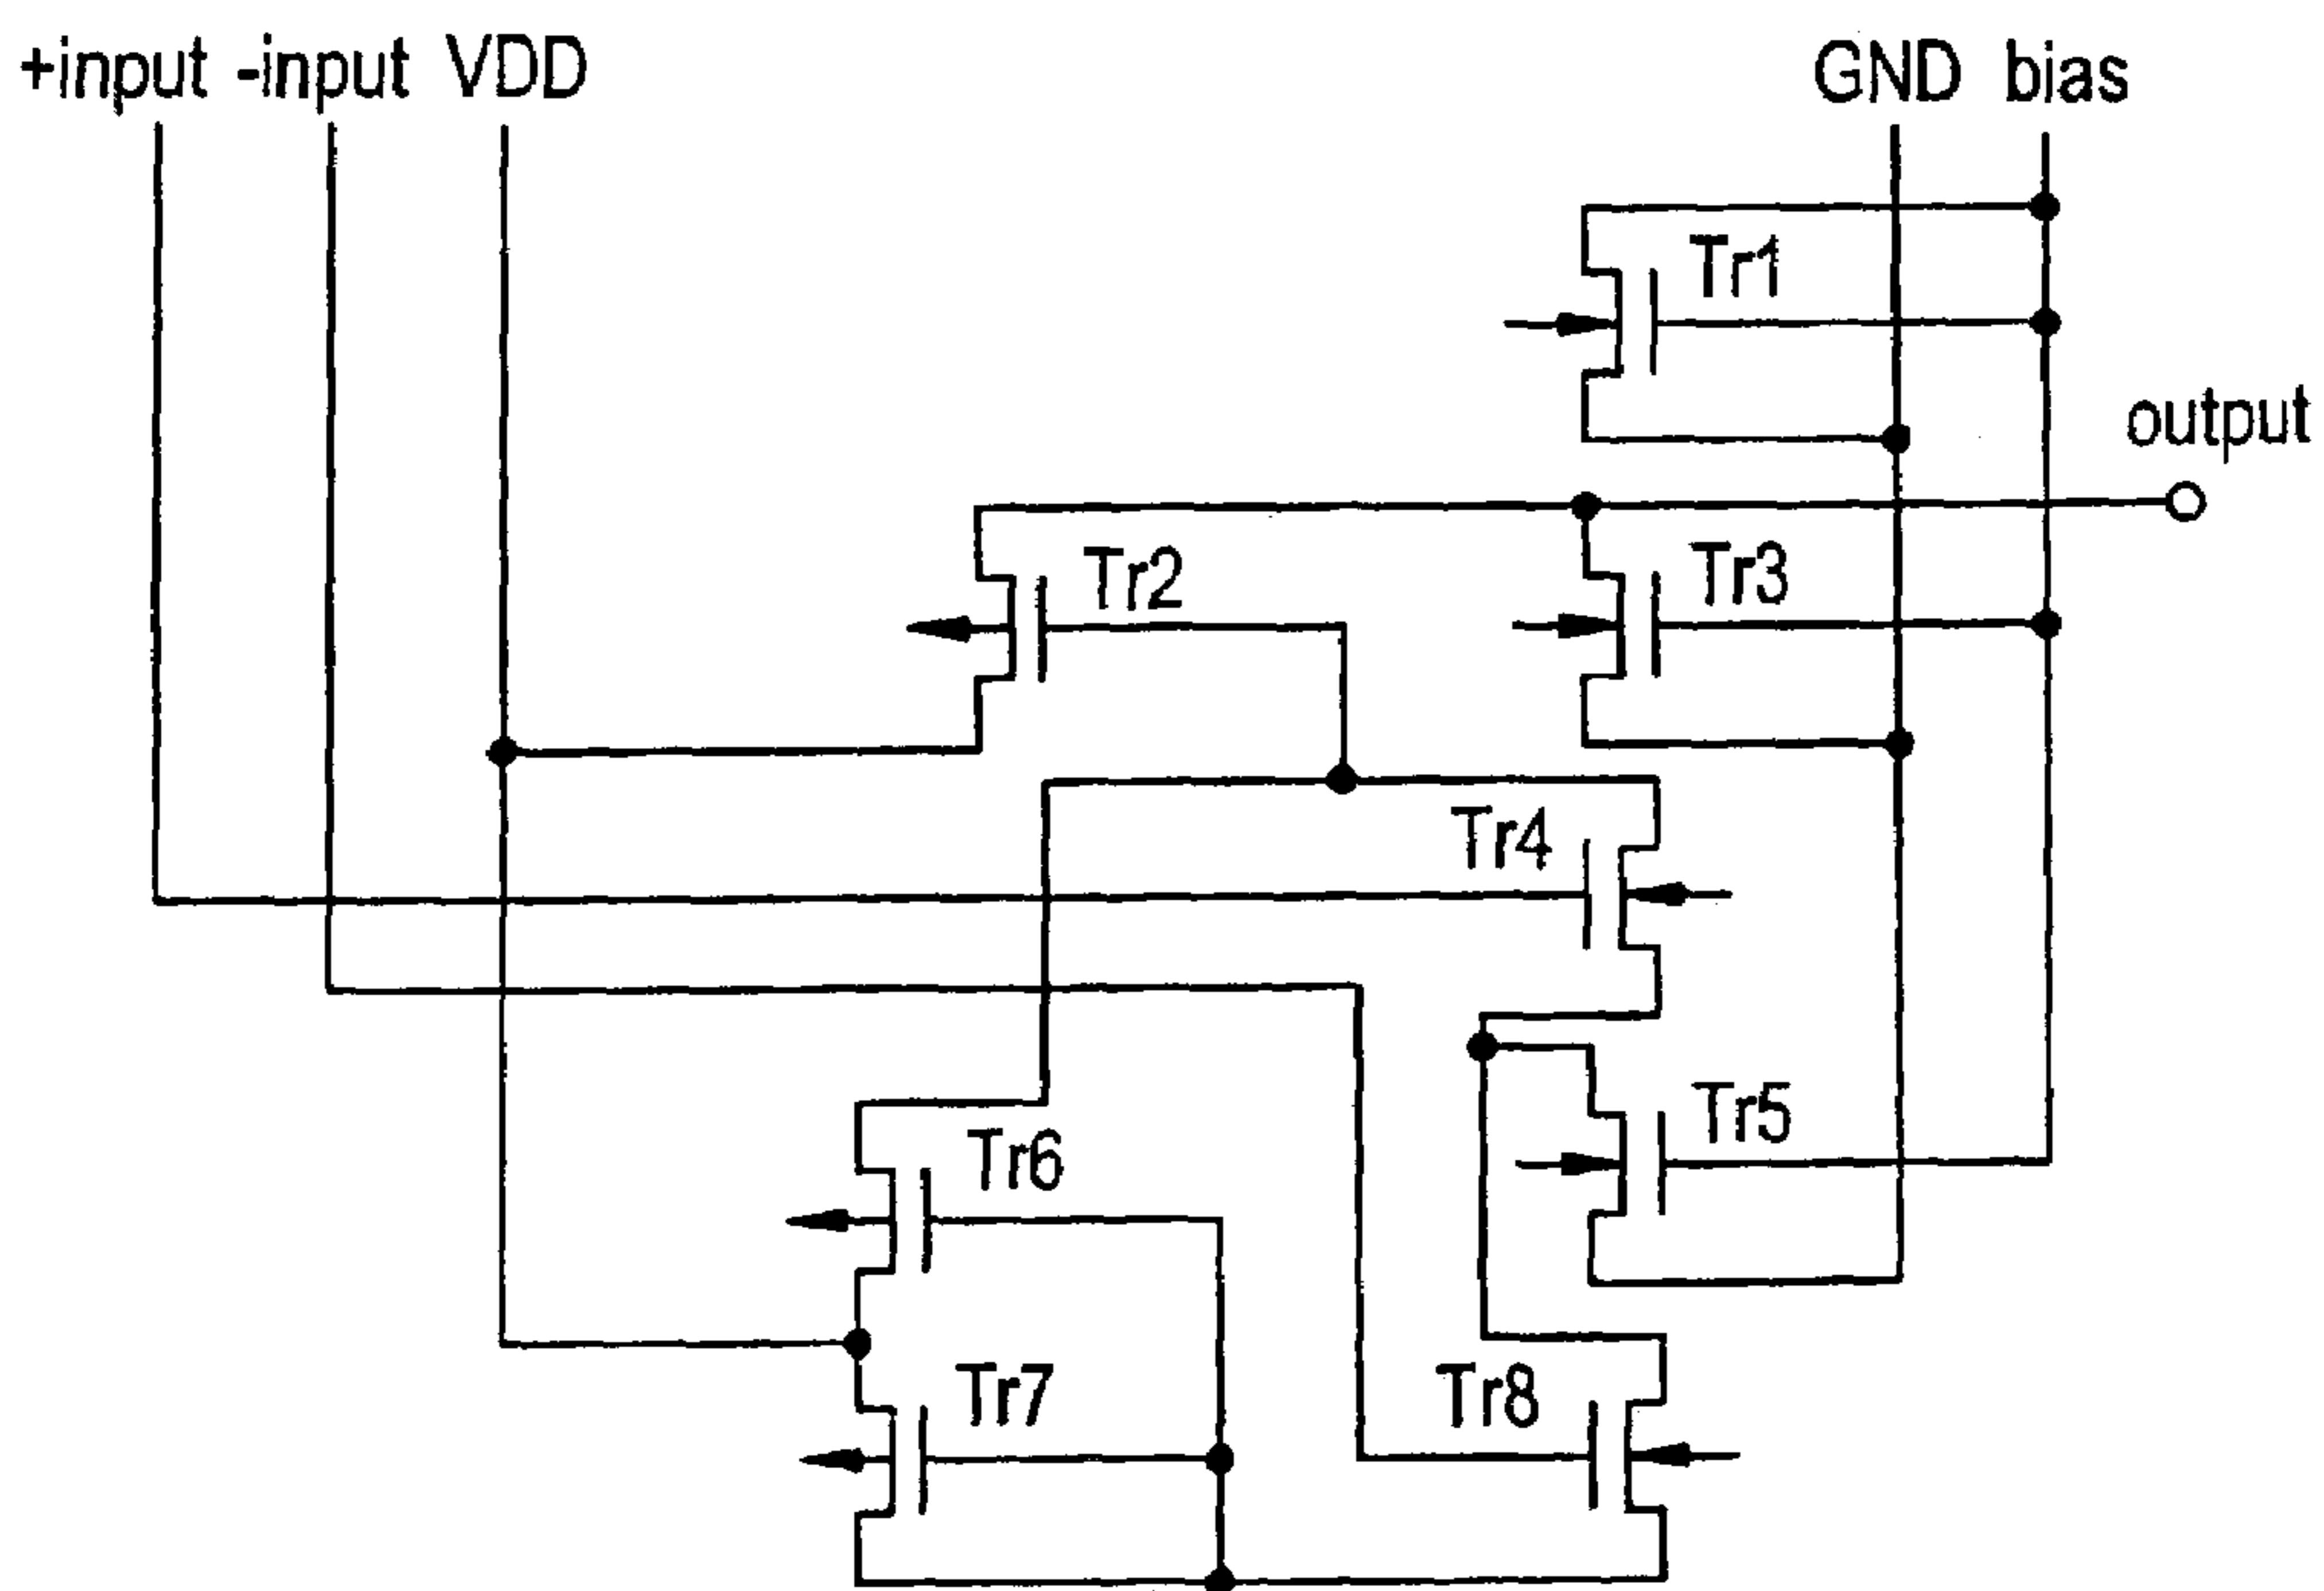 +input -input VDD GND bias
Tr1
output
Tr2 Tr3
Tr4
Tr5
Tr6
Tr7 Tr8